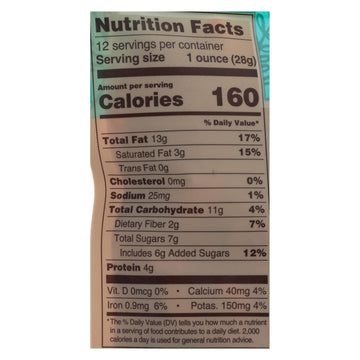 Nutrition Facts
12 servings per container
Serving size 1 ounce (28g)
Amount per serving
Calories 160
% Daily Value*
Total Fat 13g 17%
Saturated Fat 3g 15%
Trans Fat 0g
Cholesterol 0mg 0%
Sodium 25mg 1%
Total Carbohydrate 11g 4%
Dietary Fiber 2g 7%
Total Sugars 7g
Includes 6g Added Sugars 12%
Protein 4g
Vit. D 0mcg 0% • Calcium 40mg 4%
Iron 0.9mg 6% • Potas. 150mg 4%
*The % Daily Value (DV) tells you how much a nutrient
in a serving of food contributes to a daily diet. 2,000
calories a day is used for general nutrition advice.